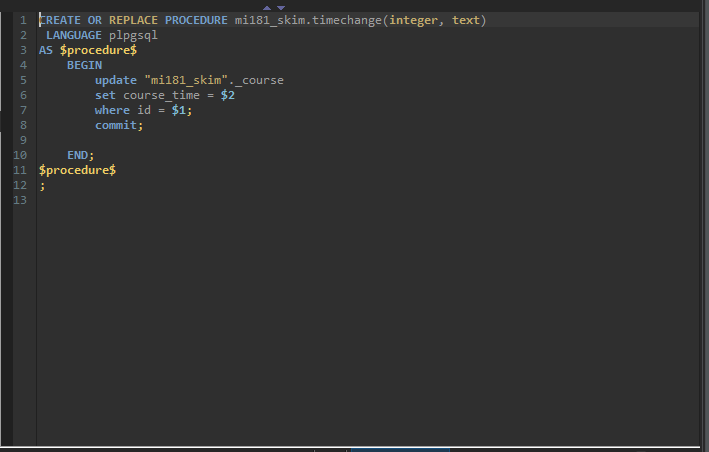 1 CREATE OR REPLACE PROCEDURE mi181_skim.timechange(integer, text)
2 LANGUAGE plpgsql
3 AS $procedure$
4 BEGIN
5 update "mi181_skim"._course
6 set course_time = $2
7 where id = $1;
8 commit;
9
10 END;
11 $procedure$
12 ;
13